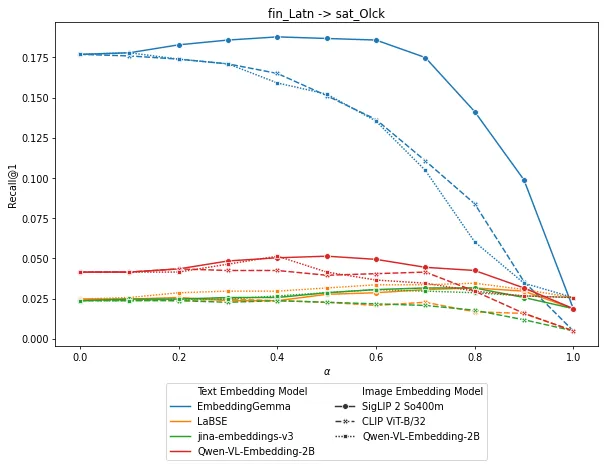 fin_Latn -> sat_Olck
Recall@1
0.175
0.150
0.125
0.100
0.075
0.050
0.025
0.000
0.0
0.2
0.4
0.6
0.8
1.0
α
Text Embedding Model
EmbeddingGemma
LaBSE
jina-embeddings-v3
Qwen-VL-Embedding-2B
Image Embedding Model
SigLIP 2 So400m
CLIP ViT-B/32
Qwen-VL-Embedding-2B